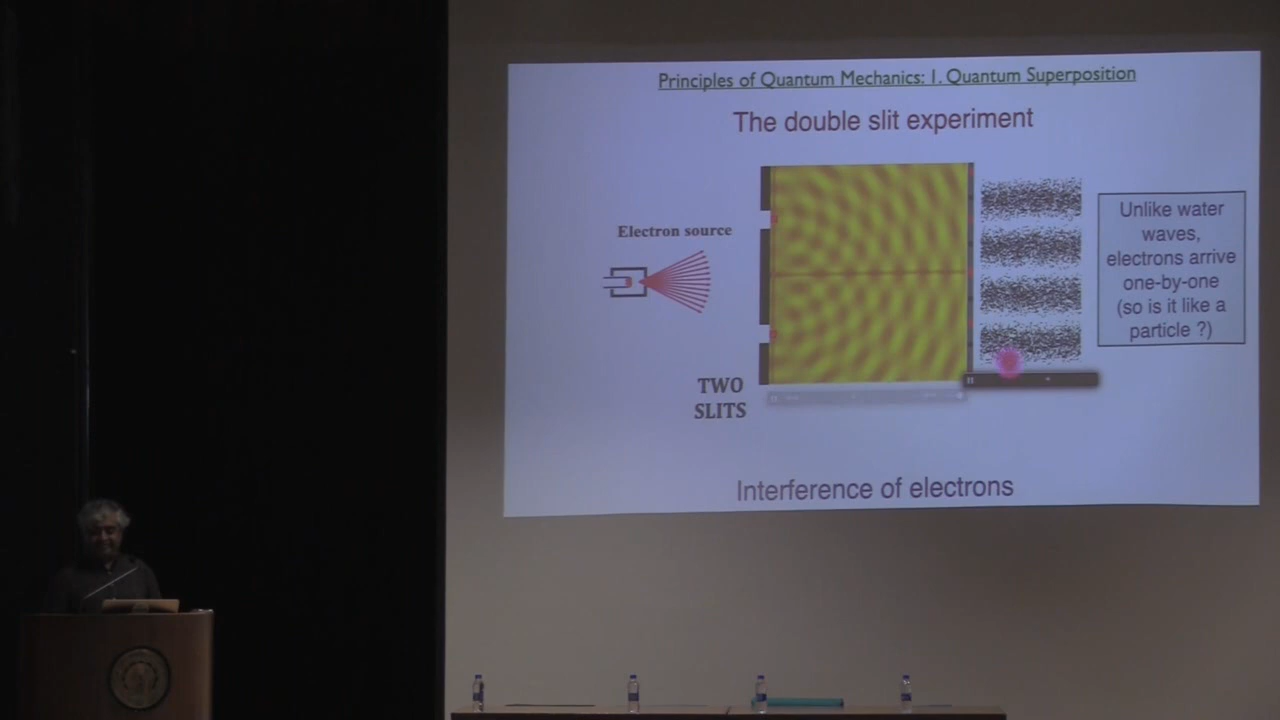 Principles of Quantum Mechanics: 1. Quantum Superposition
The double slit experiment
Electron source
TWO
SLITS
Unlike water
waves,
electrons arrive
one-by-one
(so is it like a
particle ?)
Interference of electrons